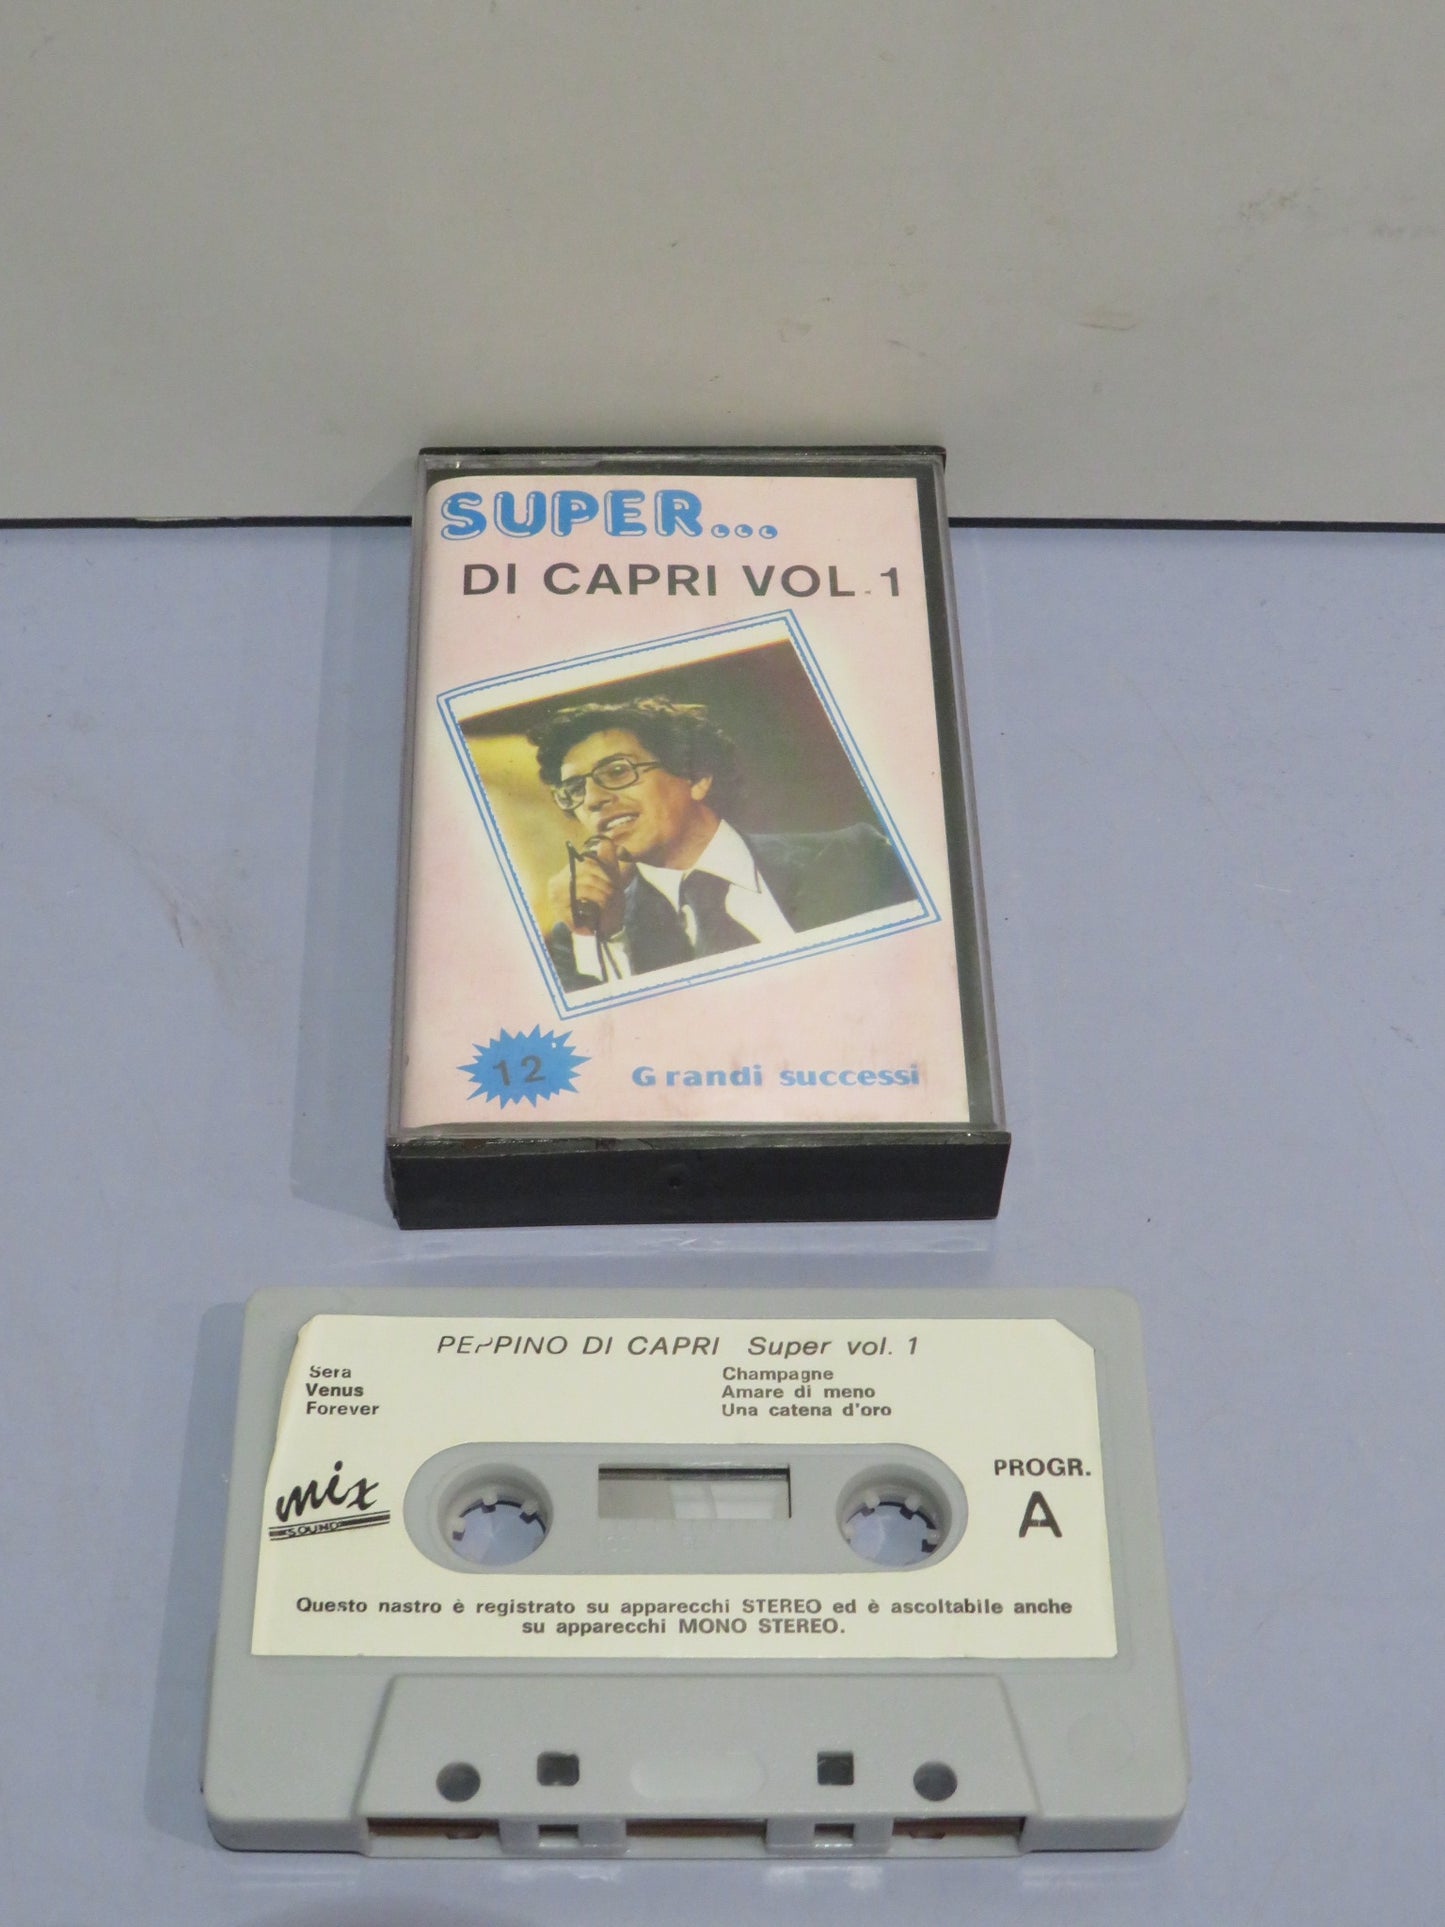 SUPER...
DI CAPRI VOL.1
12
Grandi successi
PEPPINO DI CAPRI Super vol. 1
Sera
Venus
Forever
Champagne
Amare di meno
Una catena d'oro
mix
SOUND
PROGR.
A
Questo nastro è registrato su apparecchi STEREO ed è ascoltabile anche
su apparecchi MONO STEREO.